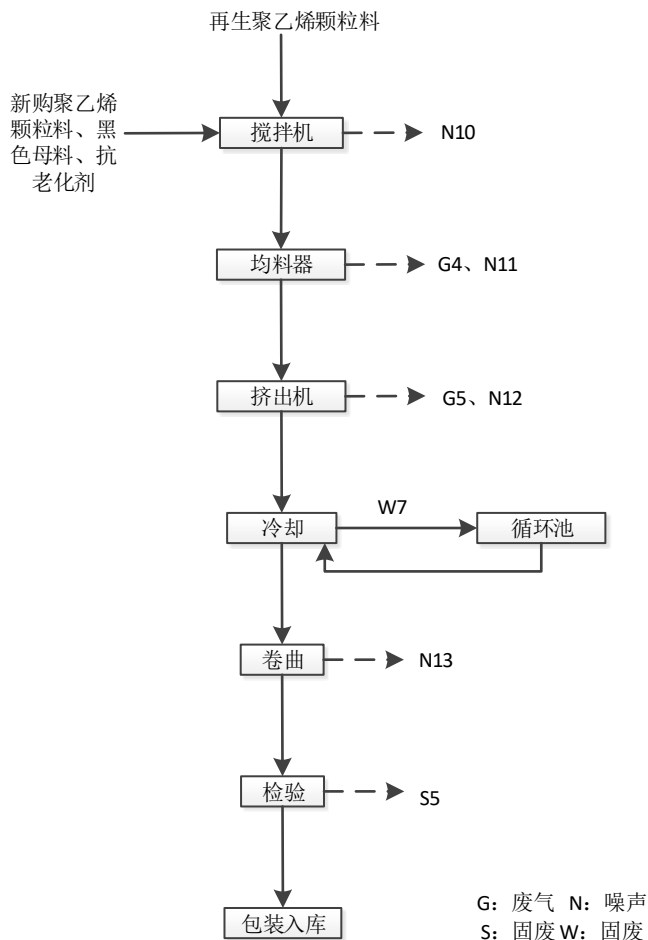 再生聚乙烯颗粒料
新购聚乙烯
颗粒料、黑
色母料、抗
老化剂
搅拌机
N10
均料器
G4、N11
挤出机
G5、N12
冷却
W7
循环池
卷曲
N13
检验
S5
包装入库
G：废气 N：噪声
S：固废 W：固废